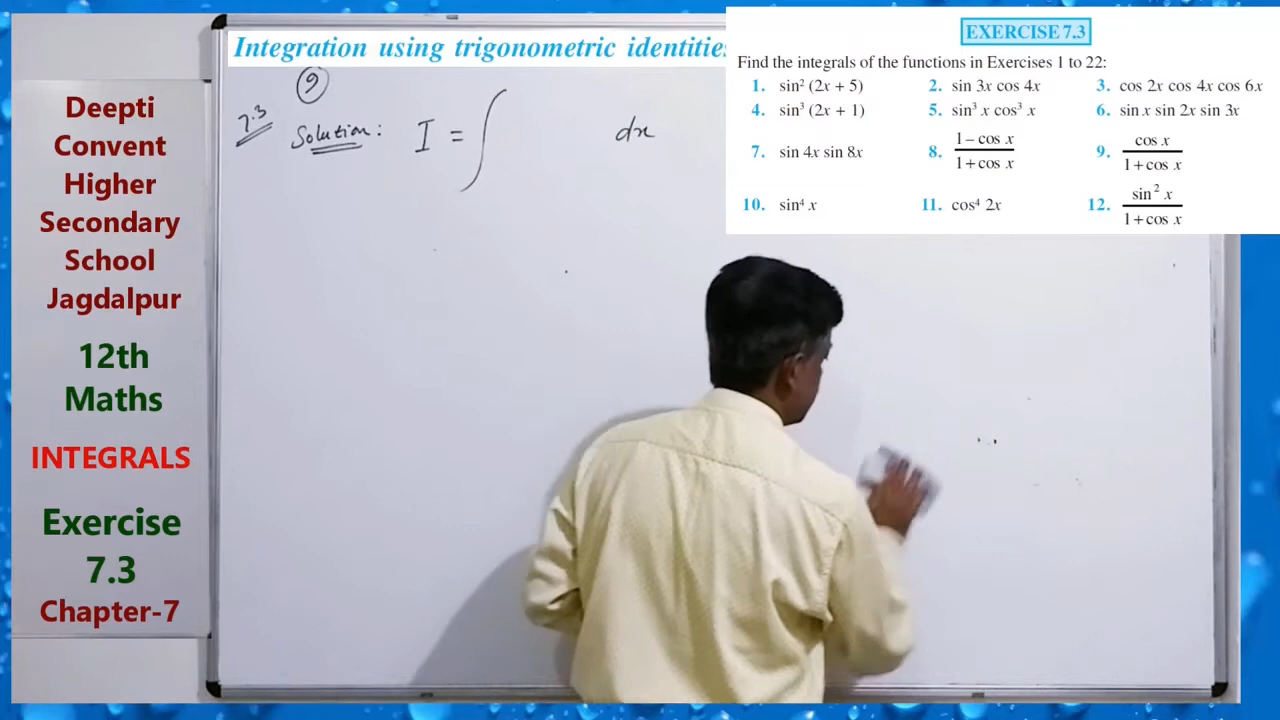 Deepti
Convent
Higher
Secondary
School
Jagdalpur
12th
Maths
INTEGRALS
Exercise
7.3
Chapter-7
Integration using trigonometric identities
7.3
9
Solution: I = ∫ dx
EXERCISE 7.3
Find the integrals of the functions in Exercises 1 to 22:
1. sin² (2x + 5) 2. sin 3x cos 4x 3. cos 2x cos 4x cos 6x
4. sin³ (2x + 1) 5. sin³ x cos³ x 6. sin x sin 2x sin 3x
7. sin 4x sin 8x 8. (1 – cos x)/(1 + cos x) 9. cos x/(1 + cos x)
10. sin⁴ x 11. cos⁴ 2x 12. sin² x/(1 + cos x)